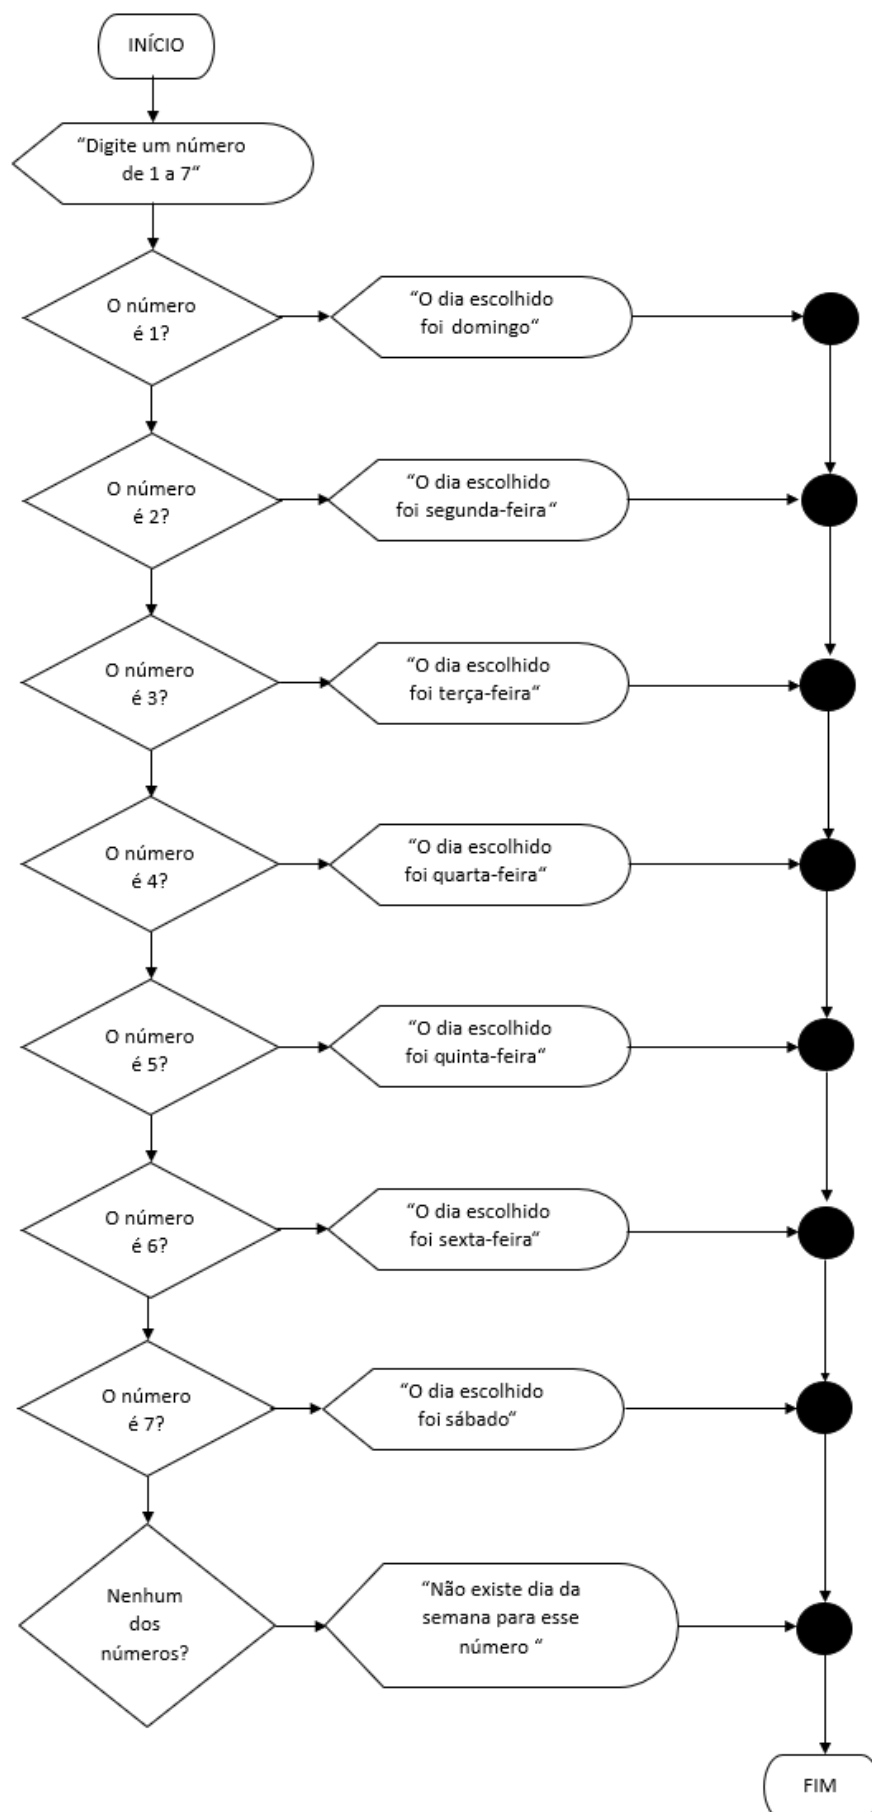 INÍCIO
“Digite um número
de 1 a 7“
O número
é 1?
“O dia escolhido
foi domingo“
O número
é 2?
“O dia escolhido
foi segunda-feira“
O número
é 3?
“O dia escolhido
foi terça-feira“
O número
é 4?
“O dia escolhido
foi quarta-feira“
O número
é 5?
“O dia escolhido
foi quinta-feira“
O número
é 6?
“O dia escolhido
foi sexta-feira“
O número
é 7?
“O dia escolhido
foi sábado“
Nenhum
dos
números?
“Não existe dia da
semana para esse
número “
FIM